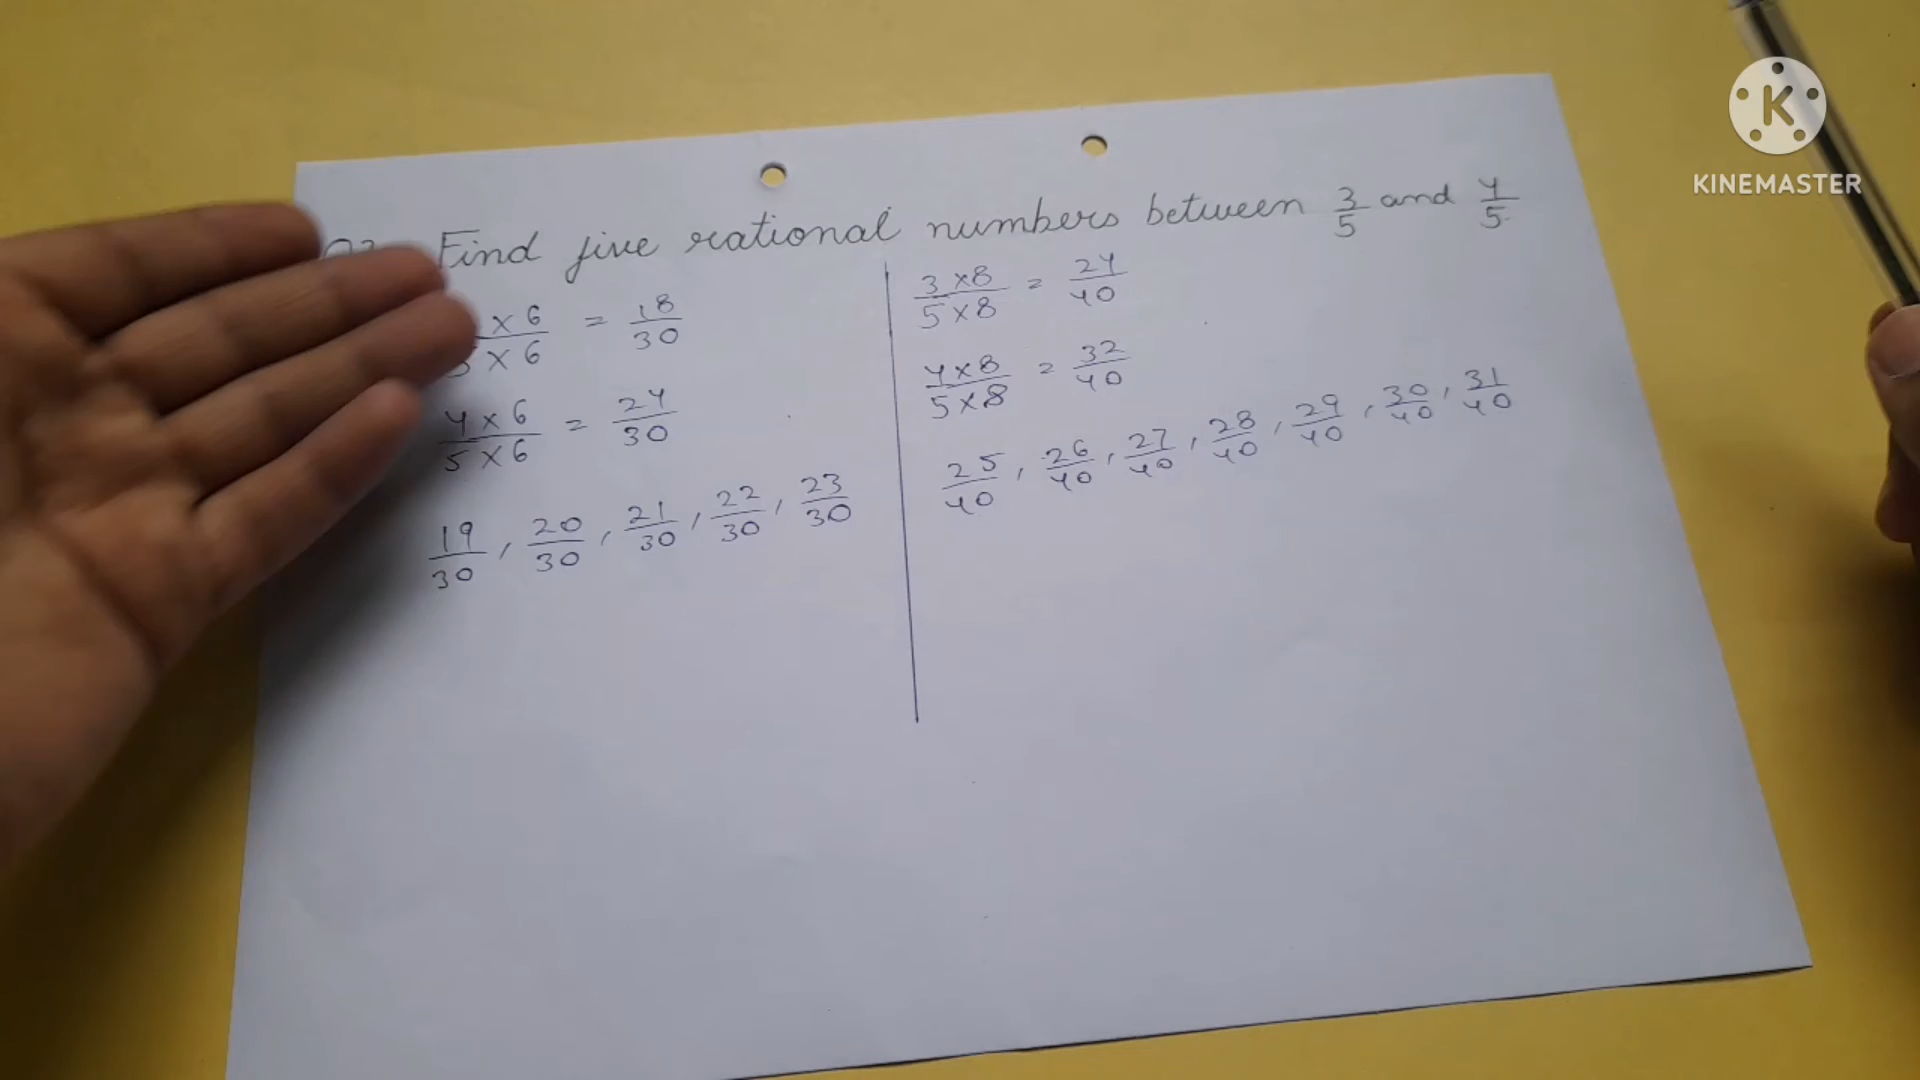 Find five rational numbers between 3/5 and 4/5
x 6 / 5 x 6 = 18/30
4 x 6 / 5 x 6 = 24/30
19/30, 20/30, 21/30, 22/30, 23/30
3 x 8 / 5 x 8 = 24/40
4 x 8 / 5 x 8 = 32/40
25/40, 26/40, 27/40, 28/40, 29/40, 30/40, 31/40
K
KINEMASTER